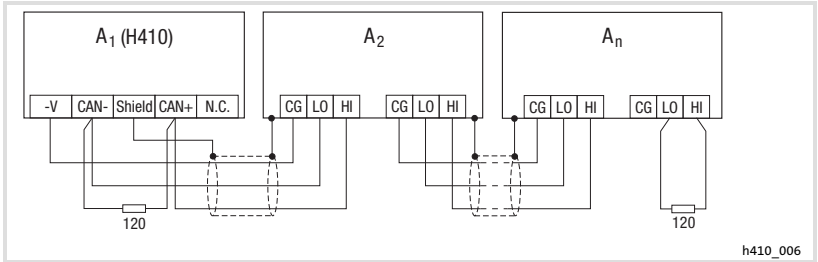 A1 (H410) A2 An
-V CAN- Shield CAN+ N.C. CG LO HI CG LO HI CG LO HI CG LO HI
120 120
h410_006